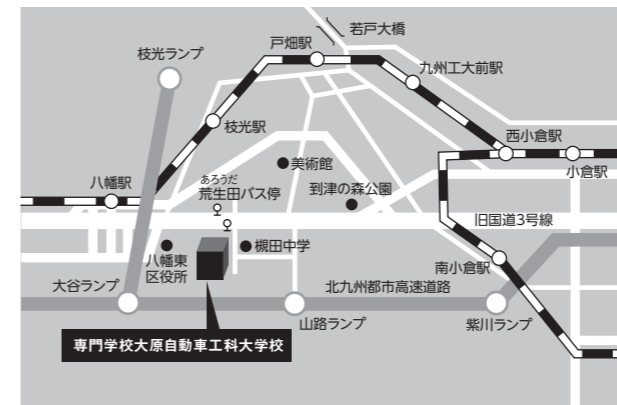 若戸大橋
戸畑駅
枝光ランプ
九州工大前駅
枝光駅
西小倉駅
小倉駅
美術館
八幡駅
あろうだ
荒生田バス停
到津の森公園
旧国道3号線
槻田中学
八幡東
区役所
南小倉駅
大谷ランプ
北九州都市高速道路
山路ランプ
紫川ランプ
専門学校大原自動車工科大学校